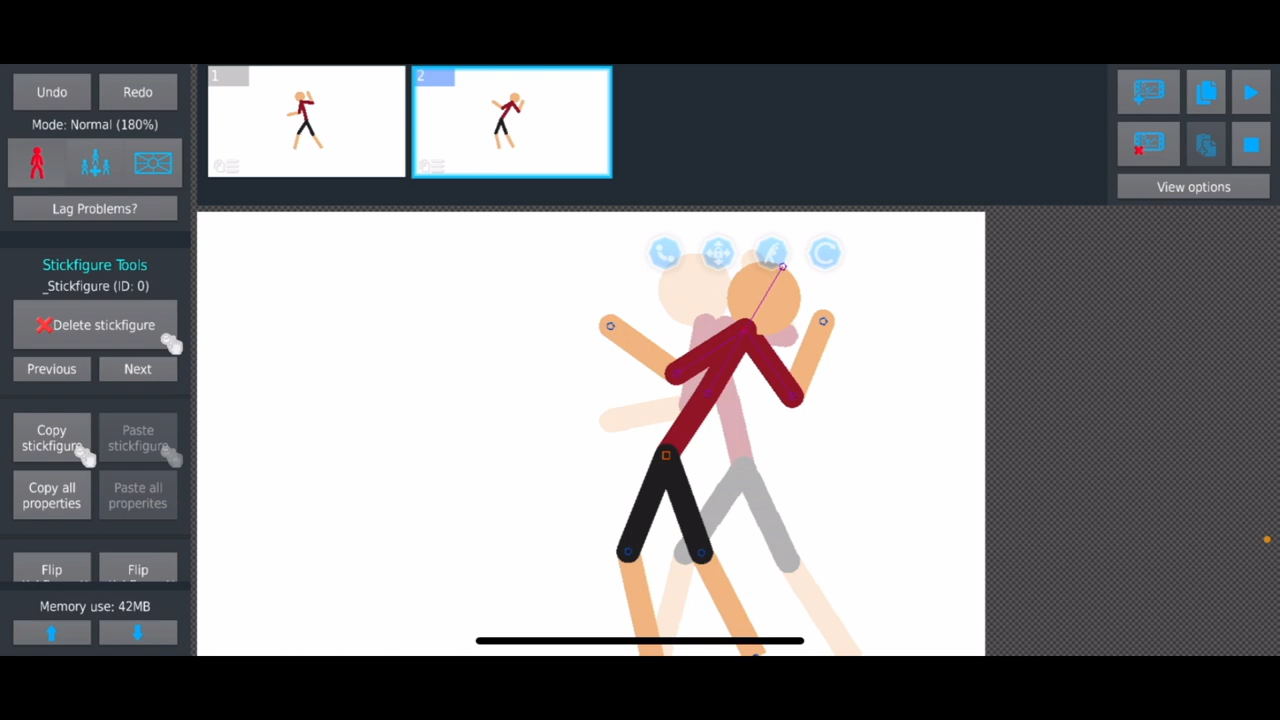 Undo
Redo
Mode: Normal (180%)
Lag Problems?
Stickfigure Tools
_Stickfigure (ID: 0)
Delete stickfigure
Previous
Next
Copy
stickfigure
Paste
stickfigure
Copy all
properties
Paste all
properites
Flip
Flip
Memory use: 42MB
1
2
View options